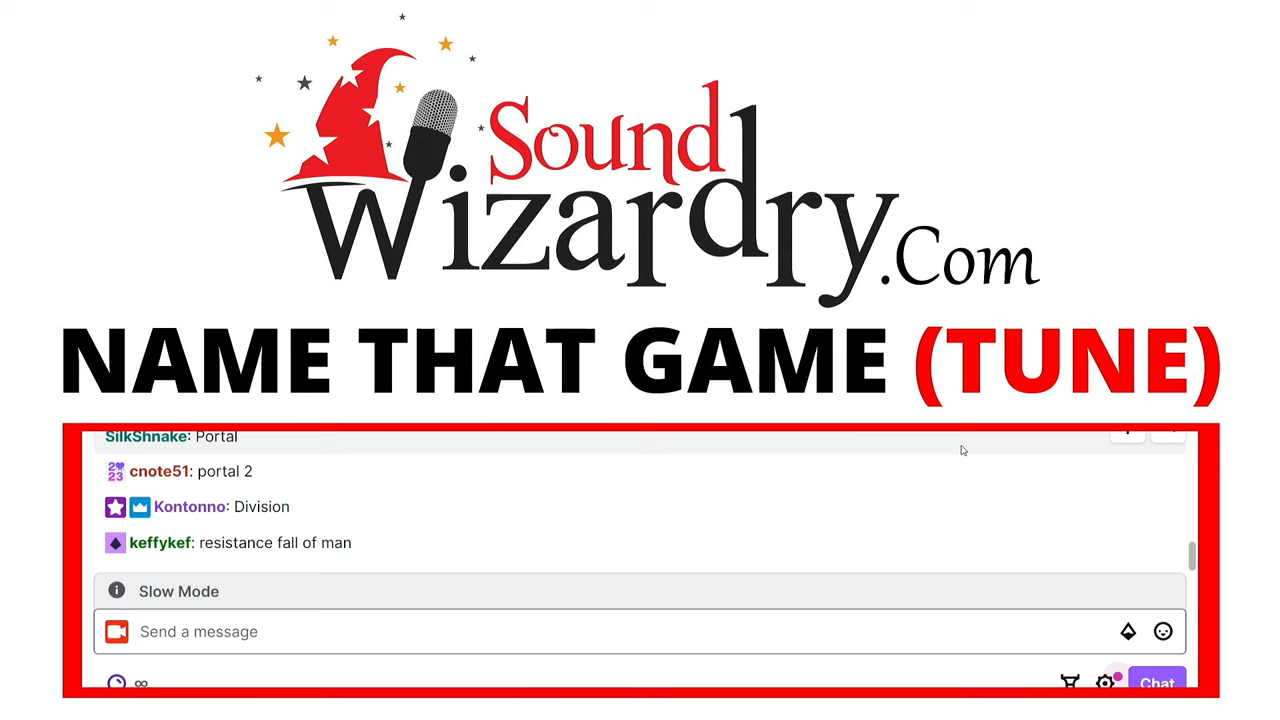 Sound
Wizardry.Com
NAME THAT GAME (TUNE)
SilkShnake: Portal
2023 cnote51: portal 2
Kontonno: Division
keffykef: resistance fall of man
Slow Mode
Send a message
∞ Chat